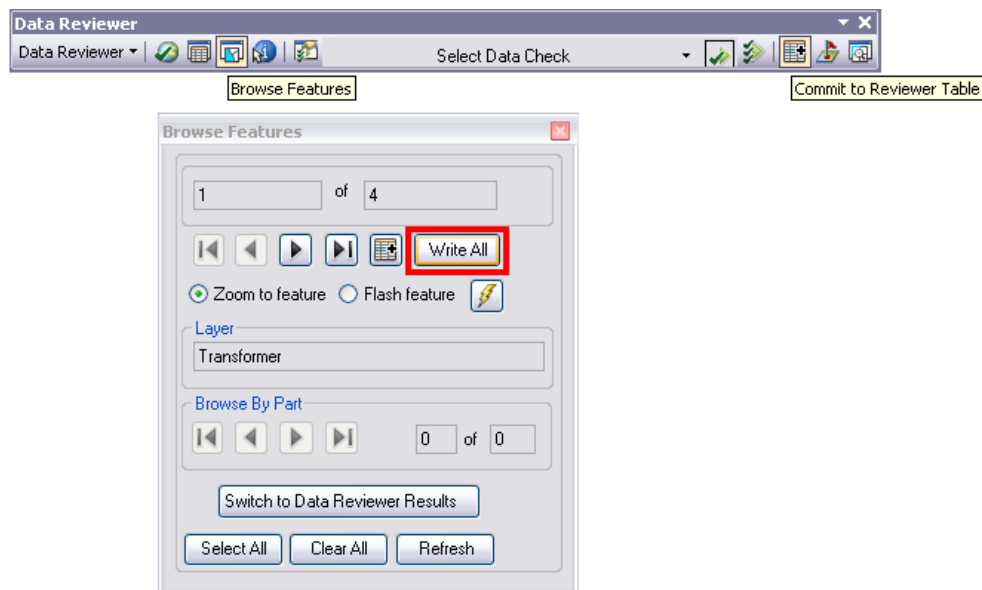 Data Reviewer
Data Reviewer Select Data Check
Browse Features Commit to Reviewer Table
Browse Features
1 of 4
Write All
Zoom to feature Flash feature
Layer
Transformer
Browse By Part
0 of 0
Switch to Data Reviewer Results
Select All Clear All Refresh